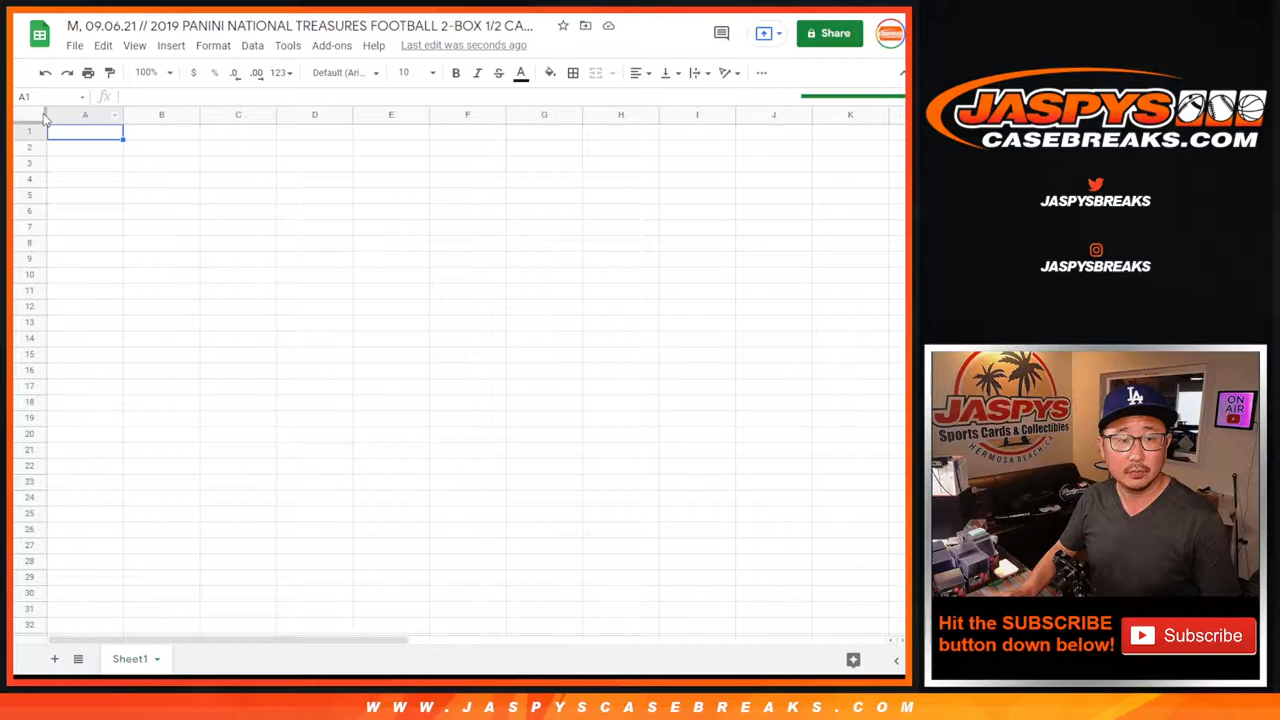 M, 09.06.21 // 2019 PANINI NATIONAL TREASURES FOOTBALL 2-BOX 1/2 CA...
File Edit View Insert Format Data Tools Add-ons Help Last edit was seconds ago
Share
100% $ % .0 .00 123 Default (Ari... 10 B I S A
A1 fx
A B C D E F G H I J K
1
2
3
4
5
6
7
8
9
10
11
12
13
14
15
16
17
18
19
20
21
22
23
24
25
26
27
28
29
30
31
32
Sheet1
JASPYS
CASEBREAKS.COM
JASPYSBREAKS
JASPYSBREAKS
JASPYS
Sports Cards & Collectibles
HERMOSA BEACH, CA
LA
ON
AIR
Hit the SUBSCRIBE
button down below!
Subscribe
WWW.JASPYSCASEBREAKS.COM